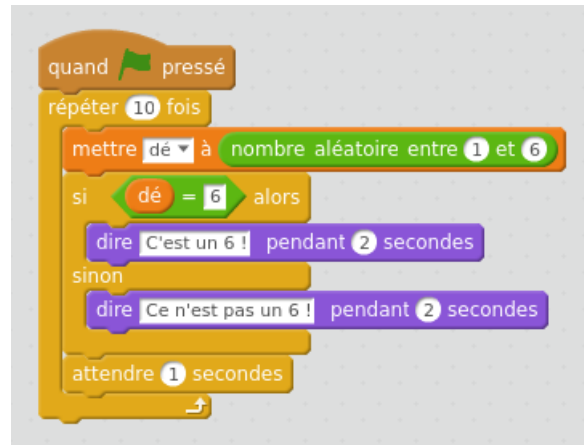 quand pressé
répéter 10 fois
mettre dé à nombre aléatoire entre 1 et 6
si dé = 6 alors
dire C'est un 6 ! pendant 2 secondes
sinon
dire Ce n'est pas un 6 ! pendant 2 secondes
attendre 1 secondes